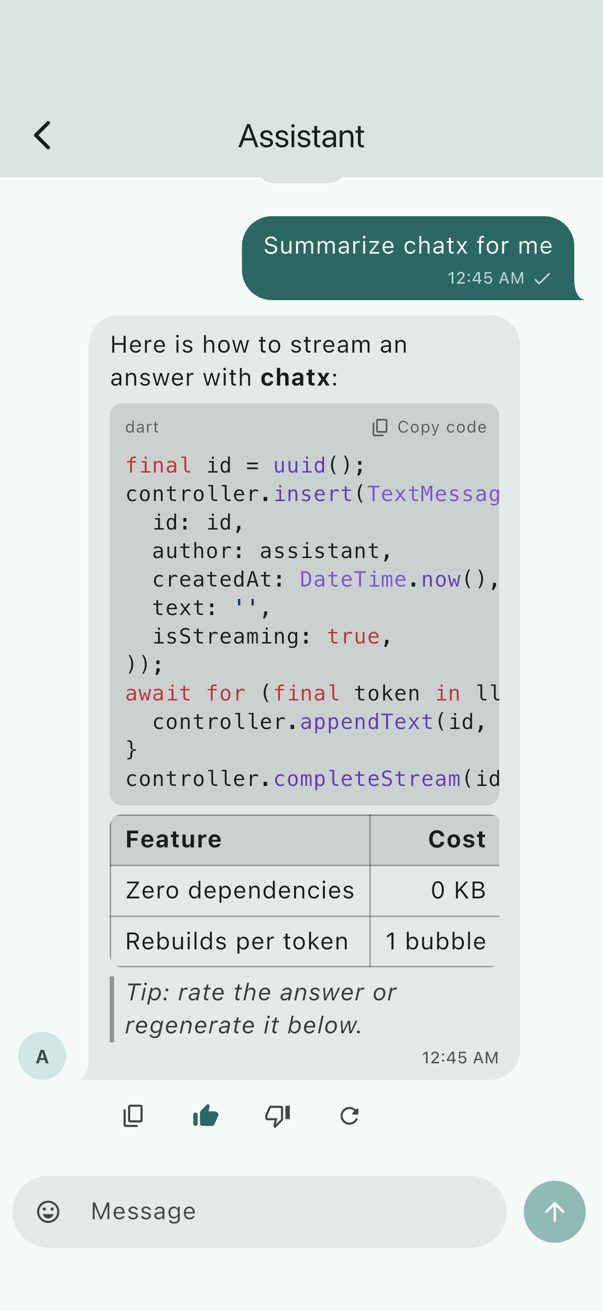 Assistant
Summarize chatx for me
12:45 AM
Here is how to stream an
answer with chatx:
dart
Copy code
final id = uuid();
controller.insert(TextMessag
  id: id,
  author: assistant,
  createdAt: DateTime.now(),
  text: '',
  isStreaming: true,
));
await for (final token in ll
  controller.appendText(id,
}
controller.completeStream(id
Feature Cost
Zero dependencies 0 KB
Rebuilds per token 1 bubble
Tip: rate the answer or
regenerate it below.
12:45 AM
A
Message